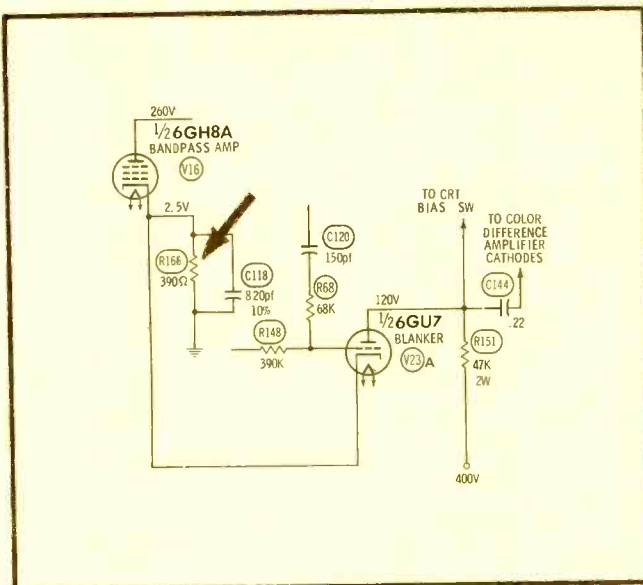 260V
1/2 6GH8A
BANDPASS AMP
V16
2.5V
R166
390Ω
C118
820pf
10%
C120
150pf
R68
68K
R148
390K
120V
1/2 6GU7
BLANKER
V23 A
TO CRT
BIAS SW
TO COLOR
DIFFERENCE
AMPLIFIER
CATHODES
C144
.22
R151
47K
2W
400V